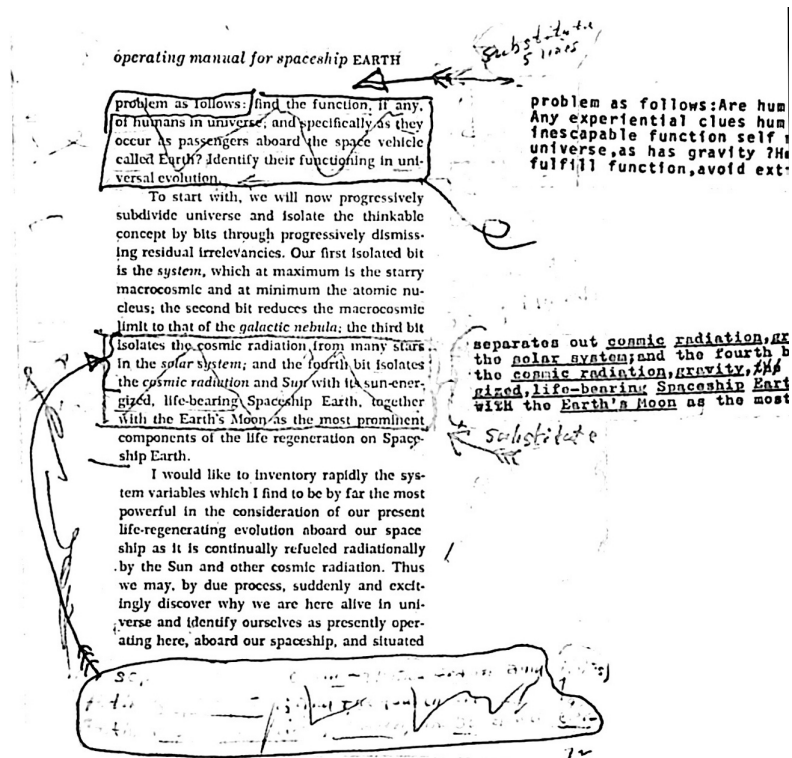 operating manual for spaceship EARTH
substitute
5 lines
problem as follows: find the function, if any,
of humans in universe, and specifically as they
occur as passengers aboard the space vehicle
called Earth? Identify their functioning in uni-
versal evolution.
To start with, we will now progressively
subdivide universe and isolate the thinkable
concept by bits through progressively dismiss-
ing residual irrelevancies. Our first isolated bit
is the system, which at maximum is the starry
macrocosmic and at minimum the atomic nu-
cleus; the second bit reduces the macrocosmic
limit to that of the galactic nebula; the third bit
isolates the cosmic radiation from many stars
in the solar system; and the fourth bit isolates
the cosmic radiation and Sun with its sun-ener-
gized, life-bearing Spaceship Earth, together
with the Earth's Moon as the most prominent
components of the life regeneration on Space-
ship Earth.
I would like to inventory rapidly the sys-
tem variables which I find to be by far the most
powerful in the consideration of our present
life-regenerating evolution aboard our space
ship as it is continually refueled radiationally
by the Sun and other cosmic radiation. Thus
we may, by due process, suddenly and excit-
ingly discover why we are here alive in uni-
verse and identify ourselves as presently oper-
ating here, aboard our spaceship, and situated
problem as follows:Are hum
Any experiential clues hum
inescapable function self
universe,as has gravity ?H
fulfill function,avoid ext
separates out cosmic radiation,gr
the solar system;and the fourth b
the cosmic radiation,gravity,
gized,life-bearing Spaceship Eart
with the Earth's Moon as the most
substitute